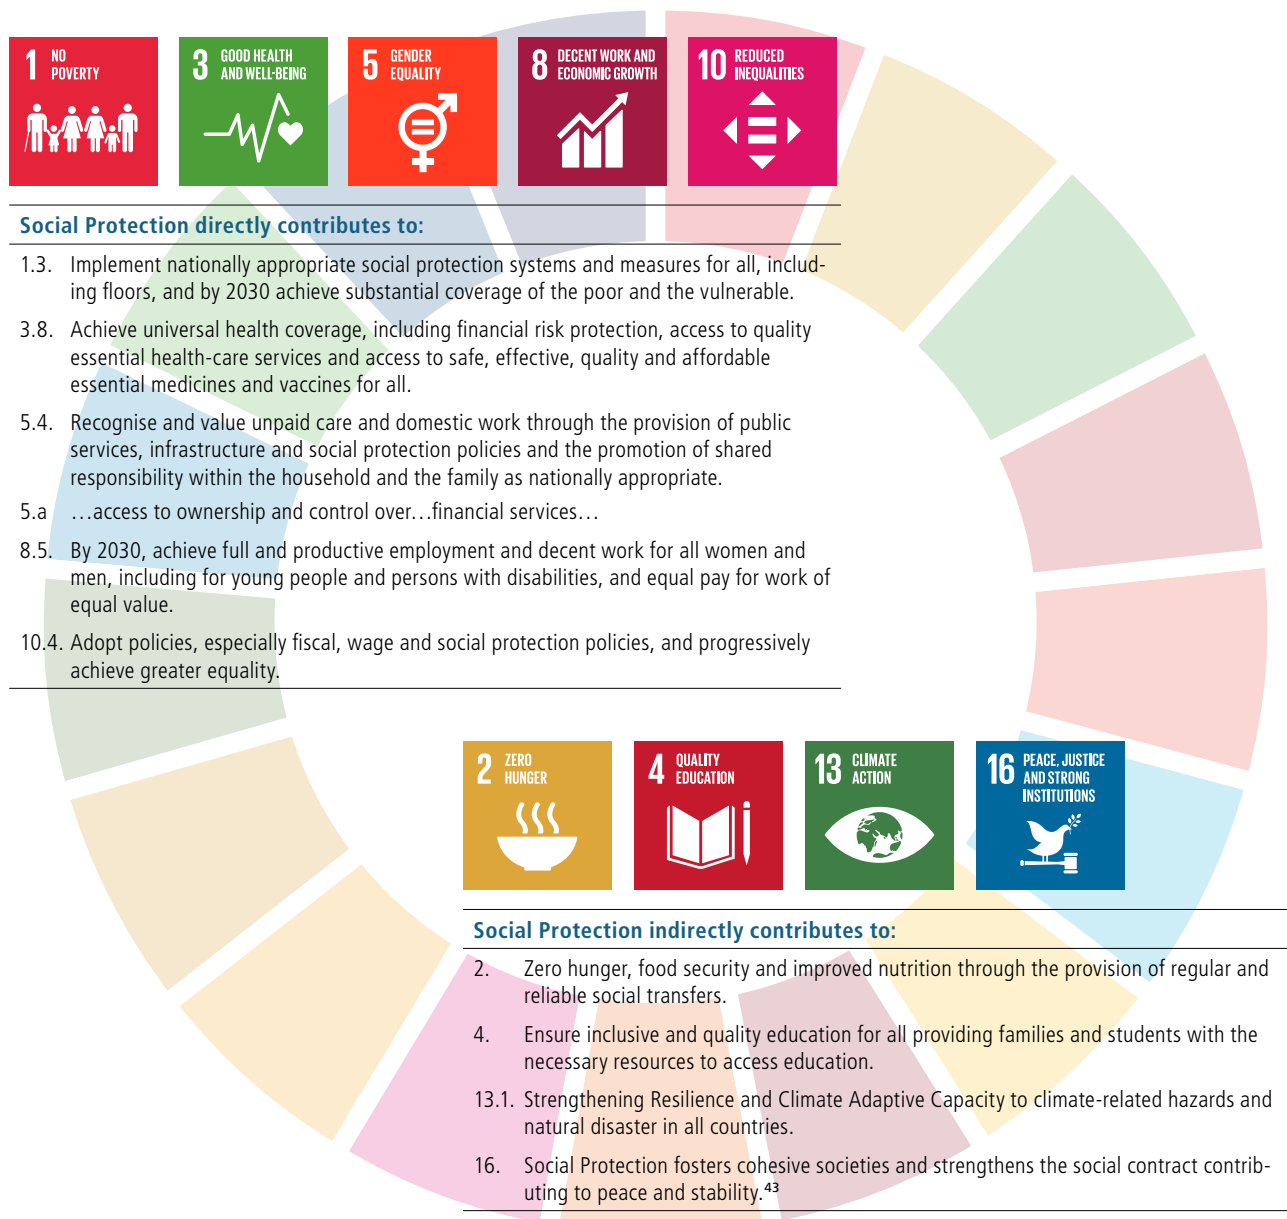 1 NO
POVERTY
3 GOOD HEALTH
AND WELL-BEING
5 GENDER
EQUALITY
8 DECENT WORK AND
ECONOMIC GROWTH
10 REDUCED
INEQUALITIES
Social Protection directly contributes to:
1.3. Implement nationally appropriate social protection systems and measures for all, includ-
ing floors, and by 2030 achieve substantial coverage of the poor and the vulnerable.
3.8. Achieve universal health coverage, including financial risk protection, access to quality
essential health-care services and access to safe, effective, quality and affordable
essential medicines and vaccines for all.
5.4. Recognise and value unpaid care and domestic work through the provision of public
services, infrastructure and social protection policies and the promotion of shared
responsibility within the household and the family as nationally appropriate.
5.a …access to ownership and control over…financial services…
8.5. By 2030, achieve full and productive employment and decent work for all women and
men, including for young people and persons with disabilities, and equal pay for work of
equal value.
10.4. Adopt policies, especially fiscal, wage and social protection policies, and progressively
achieve greater equality.
2 ZERO
HUNGER
4 QUALITY
EDUCATION
13 CLIMATE
ACTION
16 PEACE, JUSTICE
AND STRONG
INSTITUTIONS
Social Protection indirectly contributes to:
2. Zero hunger, food security and improved nutrition through the provision of regular and
reliable social transfers.
4. Ensure inclusive and quality education for all providing families and students with the
necessary resources to access education.
13.1. Strengthening Resilience and Climate Adaptive Capacity to climate-related hazards and
natural disaster in all countries.
16. Social Protection fosters cohesive societies and strengthens the social contract contrib-
uting to peace and stability.⁴³